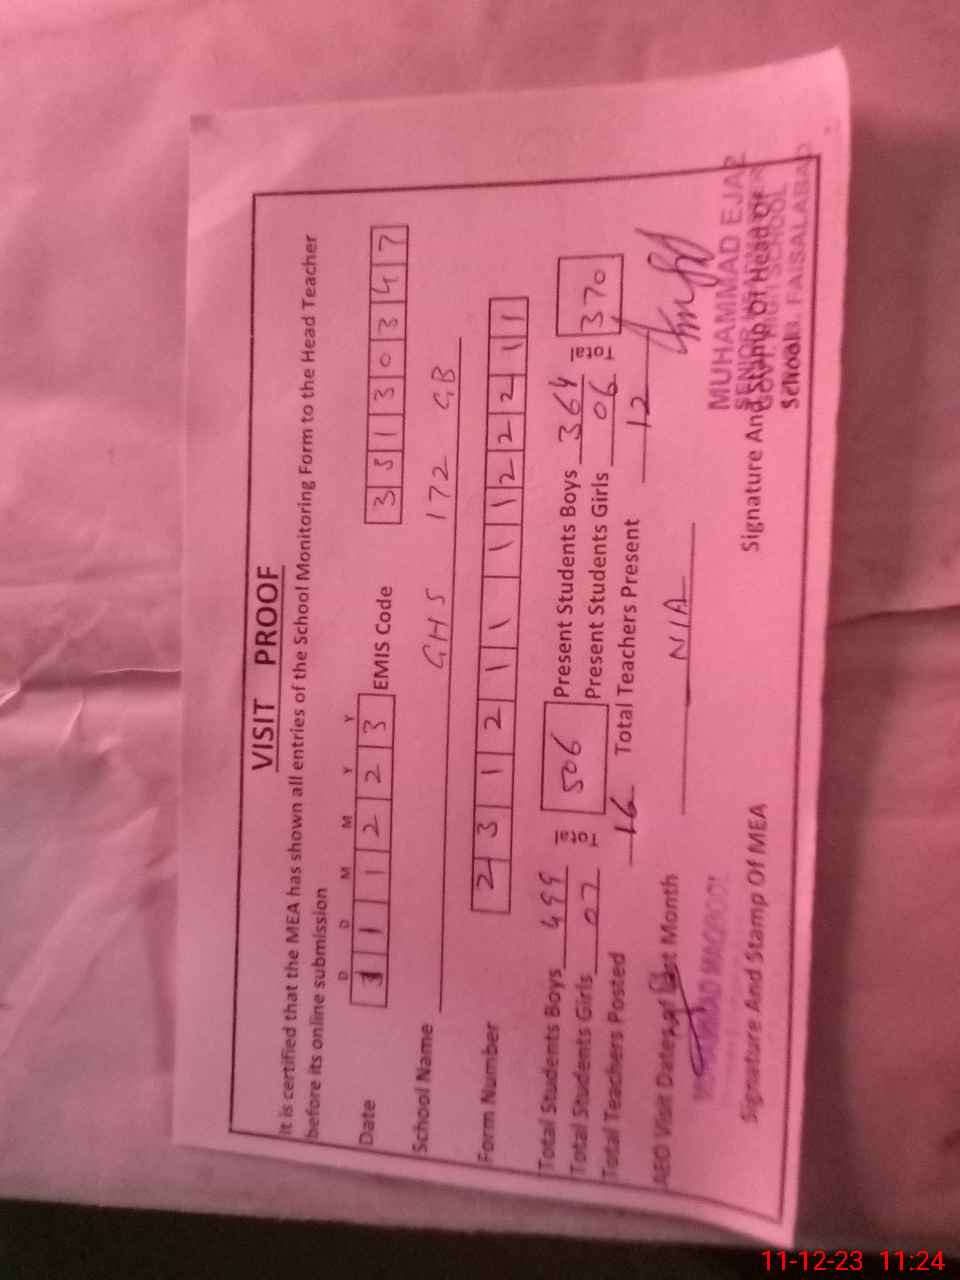 VISIT PROOF
It is certified that the MEA has shown all entries of the School Monitoring Form to the Head Teacher
before its online submission
D D M M Y Y
Date 1 1 1 2 2 3 EMIS Code 3 3 1 3 0 3 4 7
School Name GHS 172 GB
Form Number 2 3 1 2 1 1 1 1 2 2 2 1 1
Total Students Boys 499 Total 506 Present Students Boys 364 Total 370
Total Students Girls 07 Present Students Girls 06
Total Teachers Posted 16 Total Teachers Present 12
AEO Visit Date of Last Month N/A
MUHAMMAD EJAZ
SENIOR HEADMASTER
GOVT. HIGH SCHOOL
FAISALABAD
Signature And Stamp Of MEA Signature And Stamp Of Head Of
School
11-12-23 11:24